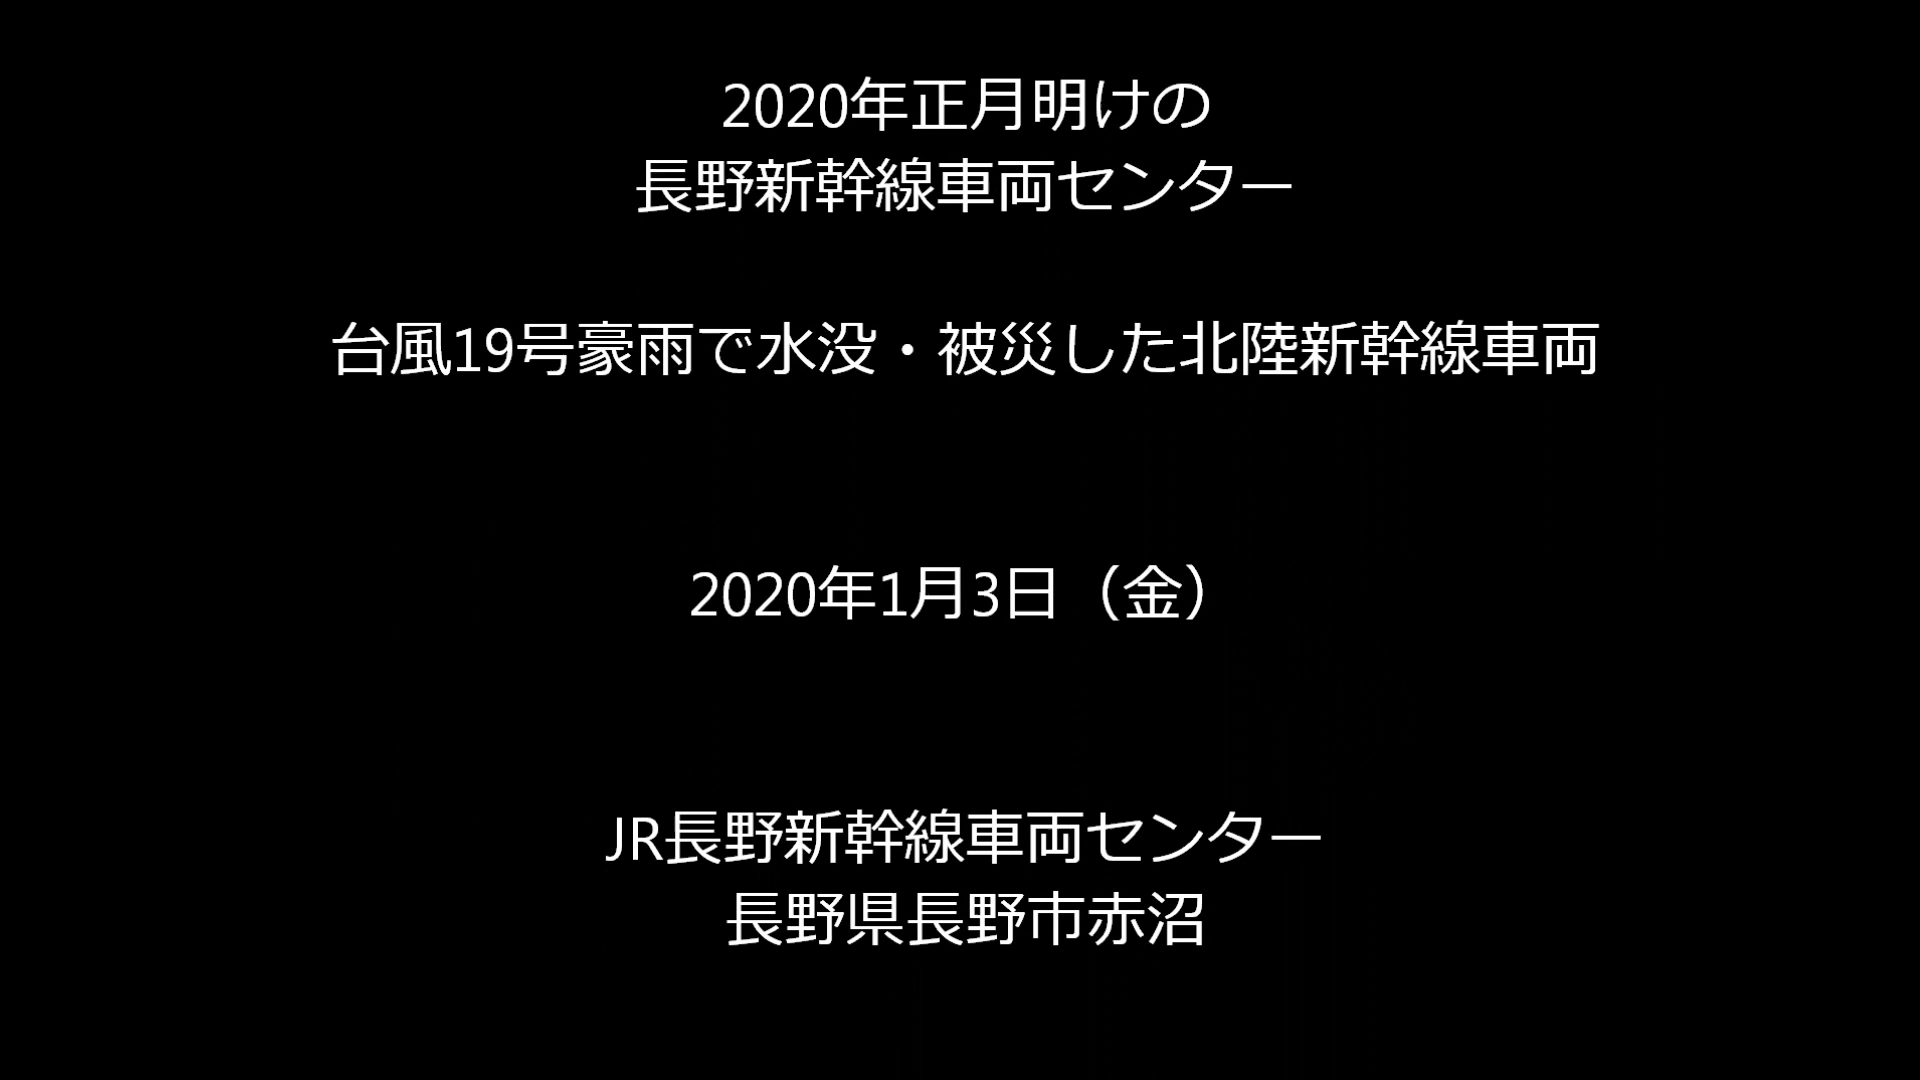 2020年正月明けの
長野新幹線車両センター
台風19号豪雨で水没・被災した北陸新幹線車両
2020年1月3日（金）
JR長野新幹線車両センター
長野県長野市赤沼